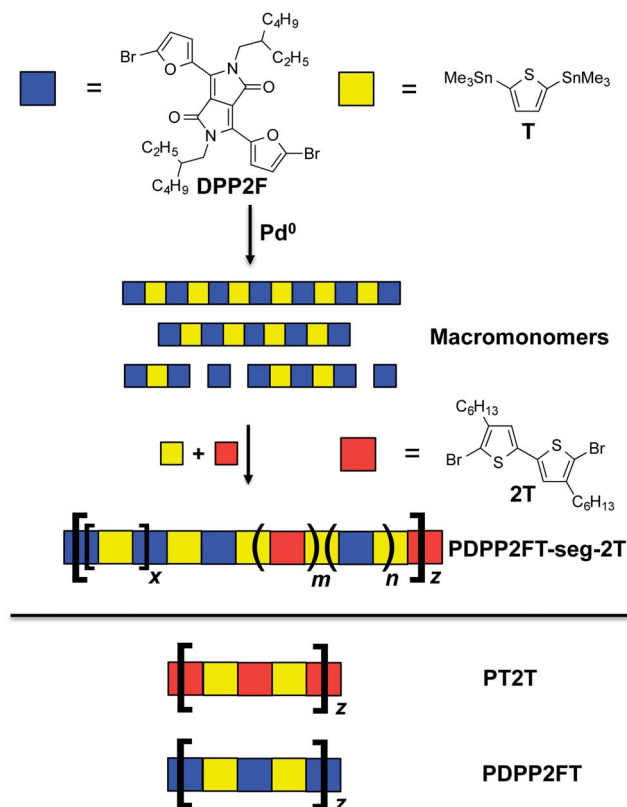 C₄H₉
Br
O
N
C₂H₅
O
O
N
O
Br
C₂H₅
C₄H₉
DPP2F
=
=
Me₃Sn
S
SnMe₃
T
Pd⁰
Macromonomers
+
=
C₆H₁₃
Br
S
S
Br
2T
C₆H₁₃
[ [ ]x ( )m ( )n ]z
PDPP2FT-seg-2T
[ ]z
PT2T
[ ]z
PDPP2FT